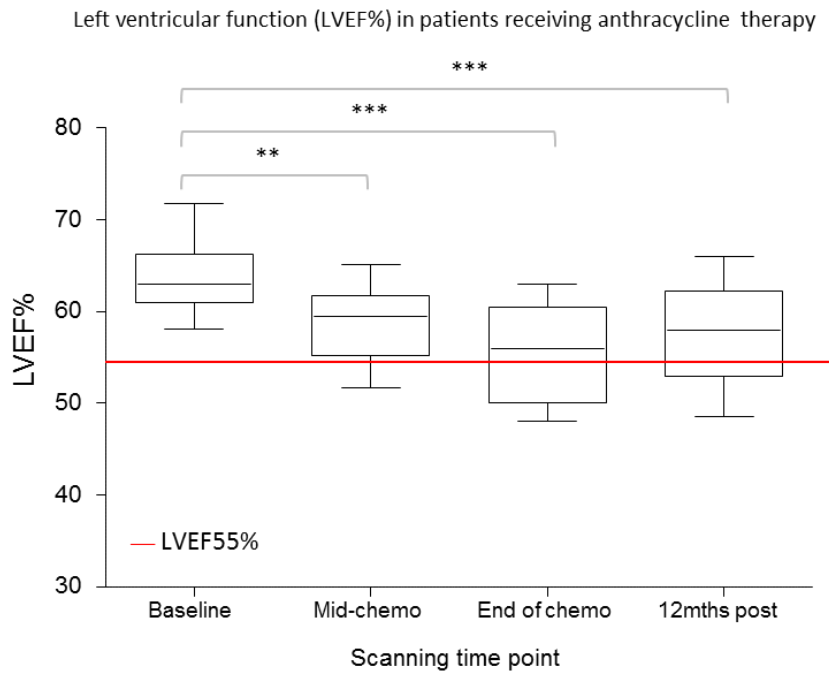 Left ventricular function (LVEF%) in patients receiving anthracycline therapy
***
***
**
80
70
60
50
40
30
LVEF%
LVEF55%
Baseline Mid-chemo End of chemo 12mths post
Scanning time point